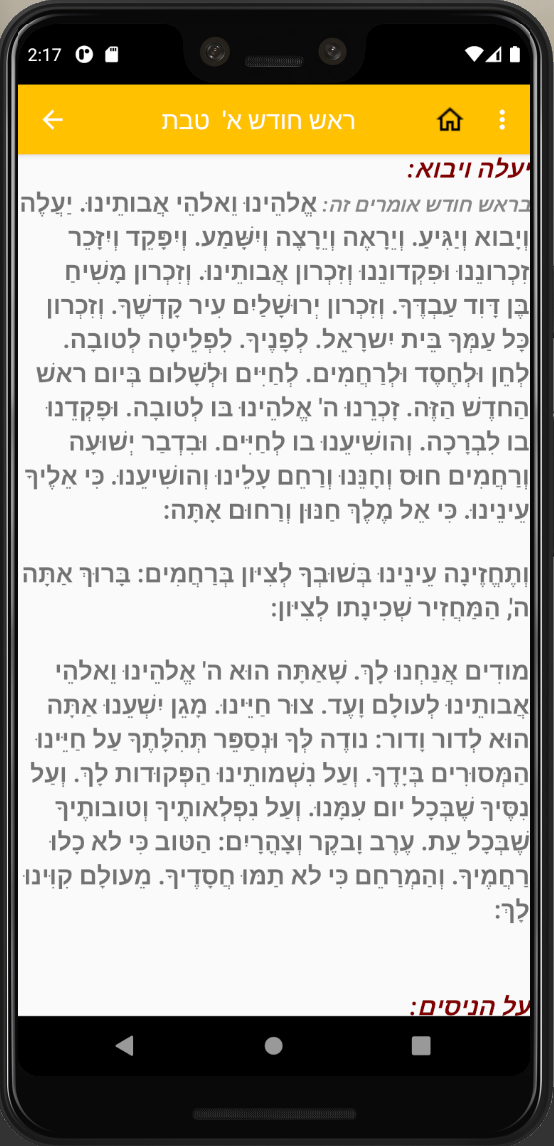 2:17
ראש חודש א'  טבת
יעלה ויבוא:
בראש חודש אומרים זה: אֱלֹהֵינוּ וֵאלֹהֵי אֲבוֹתֵינוּ. יַעֲלֶה
וְיָבוֹא וְיַגִּיעַ. וְיֵרָאֶה וְיֵרָצֶה וְיִשָּׁמַע. וְיִפָּקֵד וְיִזָּכֵר
זִכְרוֹנֵנוּ וּפִקְדוֹנֵנוּ וְזִכְרוֹן אֲבוֹתֵינוּ. וְזִכְרוֹן מָשִׁיחַ
בֶּן דָּוִד עַבְדֶּךָ. וְזִכְרוֹן יְרוּשָׁלַיִם עִיר קָדְשֶׁךָ. וְזִכְרוֹן
כָּל עַמְּךָ בֵּית יִשְׂרָאֵל. לְפָנֶיךָ. לִפְלֵיטָה לְטוֹבָה.
לְחֵן וּלְחֶסֶד וּלְרַחֲמִים. לְחַיִּים וּלְשָׁלוֹם בְּיוֹם רֹאשׁ
הַחֹדֶשׁ הַזֶּה. זָכְרֵנוּ ה' אֱלֹהֵינוּ בּוֹ לְטוֹבָה. וּפָקְדֵנוּ
בוֹ לִבְרָכָה. וְהוֹשִׁיעֵנוּ בוֹ לְחַיִּים. וּבִדְבַר יְשׁוּעָה
וְרַחֲמִים חוּס וְחָנֵּנוּ וְרַחֵם עָלֵינוּ וְהוֹשִׁיעֵנוּ. כִּי אֵלֶיךָ
עֵינֵינוּ. כִּי אֵל מֶלֶךְ חַנּוּן וְרַחוּם אָתָּה:
וְתֶחֱזֶינָה עֵינֵינוּ בְּשׁוּבְךָ לְצִיּוֹן בְּרַחֲמִים: בָּרוּךְ אַתָּה
ה', הַמַּחֲזִיר שְׁכִינָתוֹ לְצִיּוֹן:
מוֹדִים אֲנַחְנוּ לָךְ. שָׁאַתָּה הוּא ה' אֱלֹהֵינוּ וֵאלֹהֵי
אֲבוֹתֵינוּ לְעוֹלָם וָעֶד. צוּר חַיֵּינוּ. מָגֵן יִשְׁעֵנוּ אַתָּה
הוּא לְדוֹר וָדוֹר: נוֹדֶה לְּךָ וּנְסַפֵּר תְּהִלָּתֶךָ עַל חַיֵּינוּ
הַמְּסוּרִים בְּיָדֶךָ. וְעַל נִשְׁמוֹתֵינוּ הַפְּקוּדוֹת לָךְ. וְעַל
נִסֶּיךָ שֶׁבְּכָל יוֹם עִמָּנוּ. וְעַל נִפְלְאוֹתֶיךָ וְטוֹבוֹתֶיךָ
שֶׁבְּכָל עֵת. עֶרֶב וָבֹקֶר וְצָהֳרָיִם: הַטּוֹב כִּי לֹא כָלוּ
רַחֲמֶיךָ. וְהַמְרַחֵם כִּי לֹא תַמּוּ חֲסָדֶיךָ. מֵעוֹלָם קִוִּינוּ
לָךְ:
על הניסים: